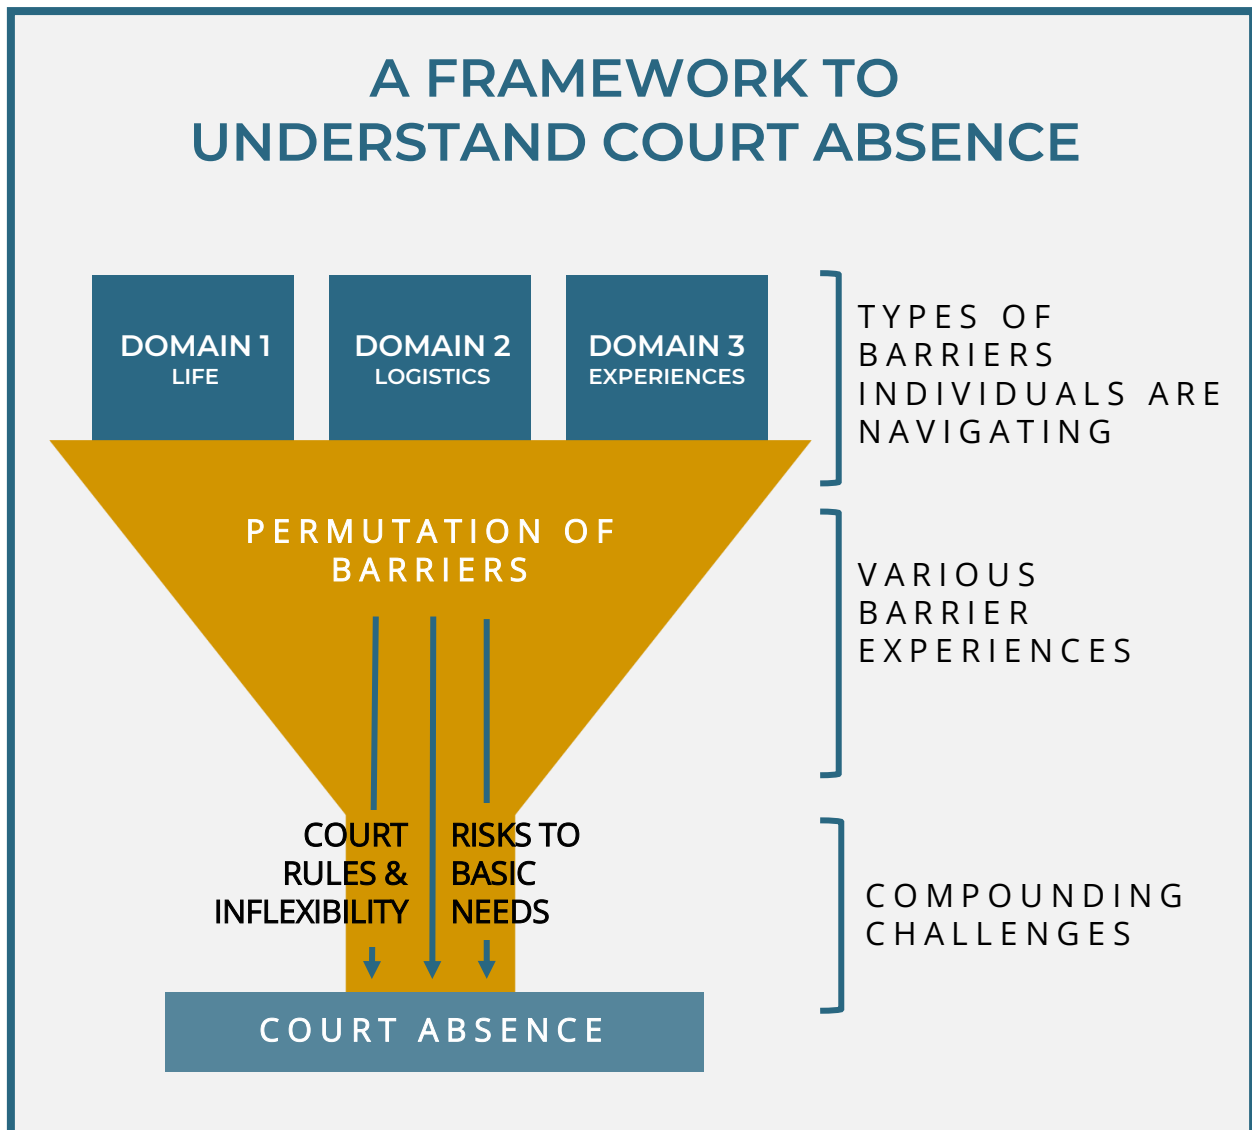 A FRAMEWORK TO
UNDERSTAND COURT ABSENCE
DOMAIN 1
LIFE
DOMAIN 2
LOGISTICS
DOMAIN 3
EXPERIENCES
TYPES OF
BARRIERS
INDIVIDUALS ARE
NAVIGATING
PERMUTATION OF
BARRIERS
VARIOUS
BARRIER
EXPERIENCES
COURT
RULES &
INFLEXIBILITY
RISKS TO
BASIC
NEEDS
COMPOUNDING
CHALLENGES
COURT ABSENCE